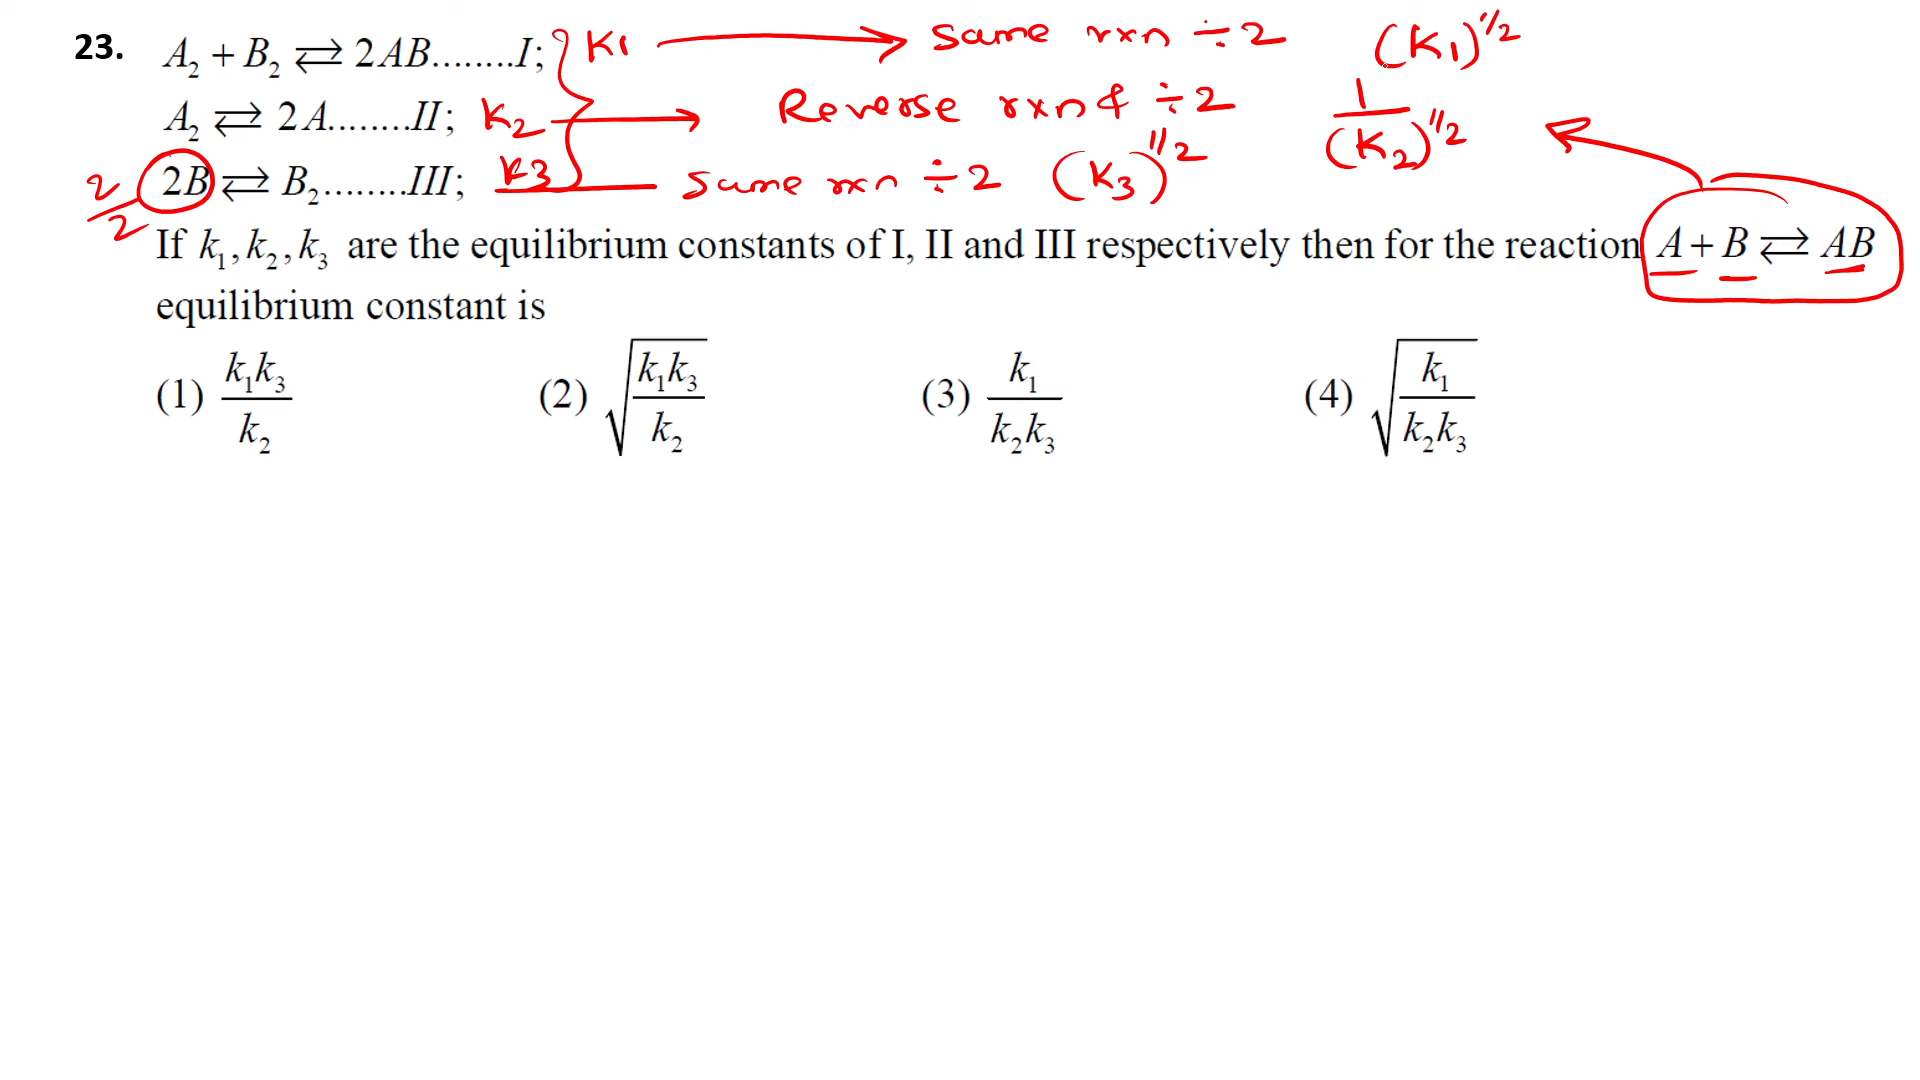 23. A₂ + B₂ ⇄ 2AB........I; K1 → Same rxn ÷ 2 (K₁)^1/2
A₂ ⇄ 2A........II; K2 → Reverse rxn & ÷ 2 1/(K₂)^1/2
2/2 2B ⇄ B₂........III; K3 Same rxn ÷ 2 (K₃)^1/2
If k₁, k₂, k₃ are the equilibrium constants of I, II and III respectively then for the reaction A + B ⇄ AB
equilibrium constant is
(1) k₁k₃/k₂ (2) √(k₁k₃/k₂) (3) k₁/k₂k₃ (4) √(k₁/k₂k₃)